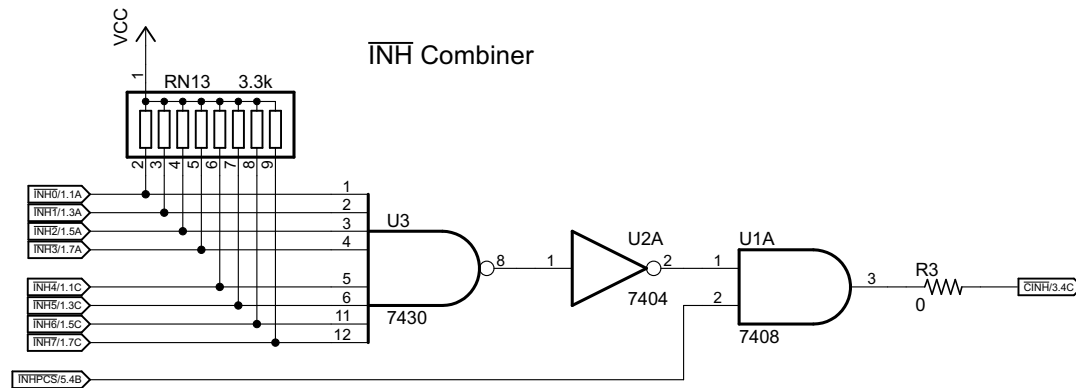 VCC
INH Combiner
1
RN13 3.3k
2 3 4 5 6 7 8 9
INH0/1.1A
INH1/1.3A
INH2/1.5A
INH3/1.7A
INH4/1.1C
INH5/1.3C
INH6/1.5C
INH7/1.7C
INHPCS/5.4B
1
2
3
4
5
6
11
12
U3
8
7430
1
U2A
2
7404
U1A
1
2
3
7408
R3
0
CINH/3.4C